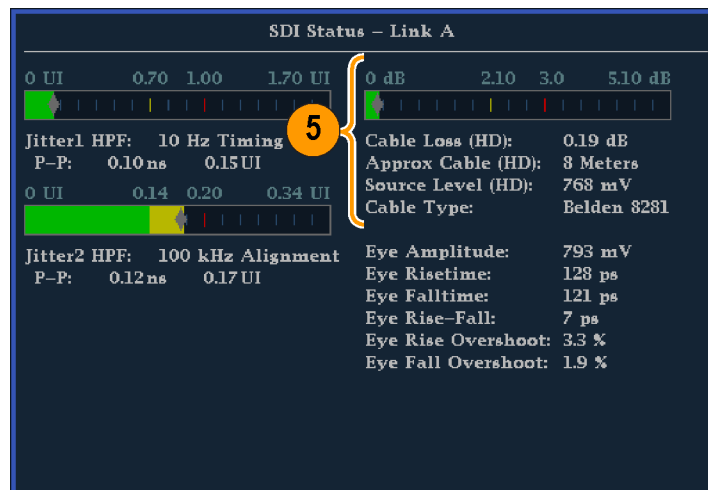 SDI Status – Link A
0 UI 0.70 1.00 1.70 UI
Jitter1 HPF: 10 Hz Timing
P–P: 0.10 ns 0.15 UI
0 UI 0.14 0.20 0.34 UI
Jitter2 HPF: 100 kHz Alignment
P–P: 0.12 ns 0.17 UI
5
0 dB 2.10 3.0 5.10 dB
Cable Loss (HD): 0.19 dB
Approx Cable (HD): 8 Meters
Source Level (HD): 768 mV
Cable Type: Belden 8281
Eye Amplitude: 793 mV
Eye Risetime: 128 ps
Eye Falltime: 121 ps
Eye Rise–Fall: 7 ps
Eye Rise Overshoot: 3.3 %
Eye Fall Overshoot: 1.9 %